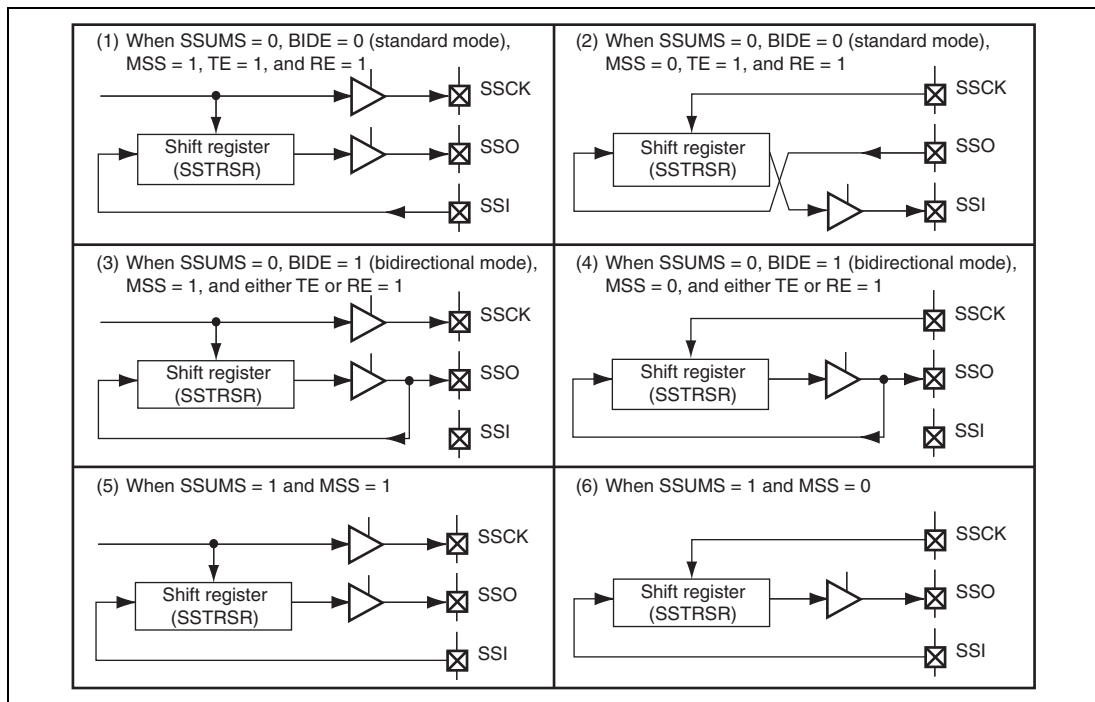 (1) When SSUMS = 0, BIDE = 0 (standard mode),
MSS = 1, TE = 1, and RE = 1
SSCK
Shift register
(SSTRSR)
SSO
SSI
(2) When SSUMS = 0, BIDE = 0 (standard mode),
MSS = 0, TE = 1, and RE = 1
SSCK
Shift register
(SSTRSR)
SSO
SSI
(3) When SSUMS = 0, BIDE = 1 (bidirectional mode),
MSS = 1, and either TE or RE = 1
SSCK
Shift register
(SSTRSR)
SSO
SSI
(4) When SSUMS = 0, BIDE = 1 (bidirectional mode),
MSS = 0, and either TE or RE = 1
SSCK
Shift register
(SSTRSR)
SSO
SSI
(5) When SSUMS = 1 and MSS = 1
SSCK
Shift register
(SSTRSR)
SSO
SSI
(6) When SSUMS = 1 and MSS = 0
SSCK
Shift register
(SSTRSR)
SSO
SSI